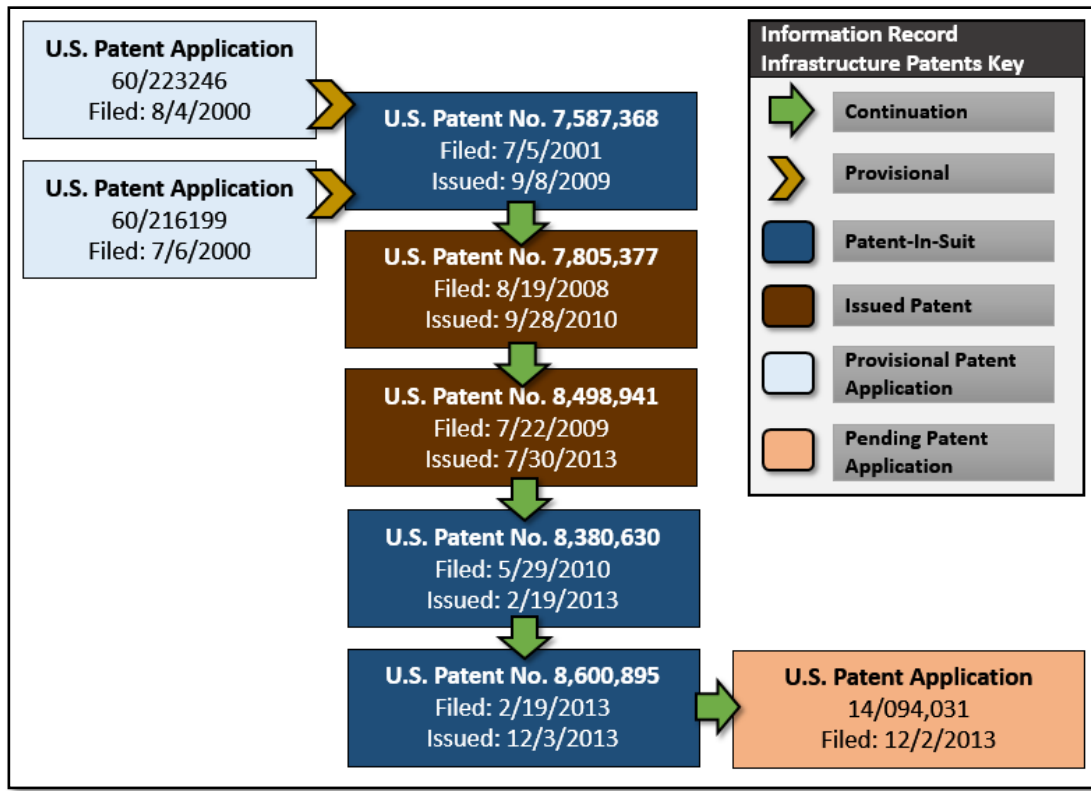 U.S. Patent Application
60/223246
Filed: 8/4/2000
U.S. Patent Application
60/216199
Filed: 7/6/2000
U.S. Patent No. 7,587,368
Filed: 7/5/2001
Issued: 9/8/2009
U.S. Patent No. 7,805,377
Filed: 8/19/2008
Issued: 9/28/2010
U.S. Patent No. 8,498,941
Filed: 7/22/2009
Issued: 7/30/2013
U.S. Patent No. 8,380,630
Filed: 5/29/2010
Issued: 2/19/2013
U.S. Patent No. 8,600,895
Filed: 2/19/2013
Issued: 12/3/2013
U.S. Patent Application
14/094,031
Filed: 12/2/2013
Information Record
Infrastructure Patents Key
Continuation
Provisional
Patent-In-Suit
Issued Patent
Provisional Patent
Application
Pending Patent
Application